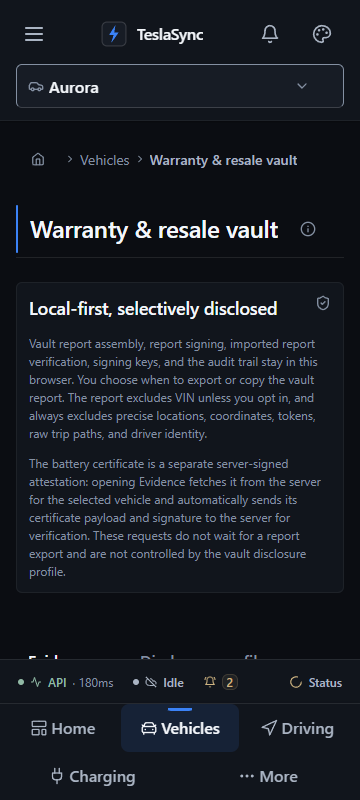 TeslaSync
Aurora
Vehicles
Warranty & resale vault
Warranty & resale vault
Local-first, selectively disclosed
Vault report assembly, report signing, imported report
verification, signing keys, and the audit trail stay in this
browser. You choose when to export or copy the vault
report. The report excludes VIN unless you opt in, and
always excludes precise locations, coordinates, tokens,
raw trip paths, and driver identity.
The battery certificate is a separate server-signed
attestation: opening Evidence fetches it from the server
for the selected vehicle and automatically sends its
certificate payload and signature to the server for
verification. These requests do not wait for a report
export and are not controlled by the vault disclosure
profile.
API · 180ms Idle 2 Status
Home Vehicles Driving
Charging More